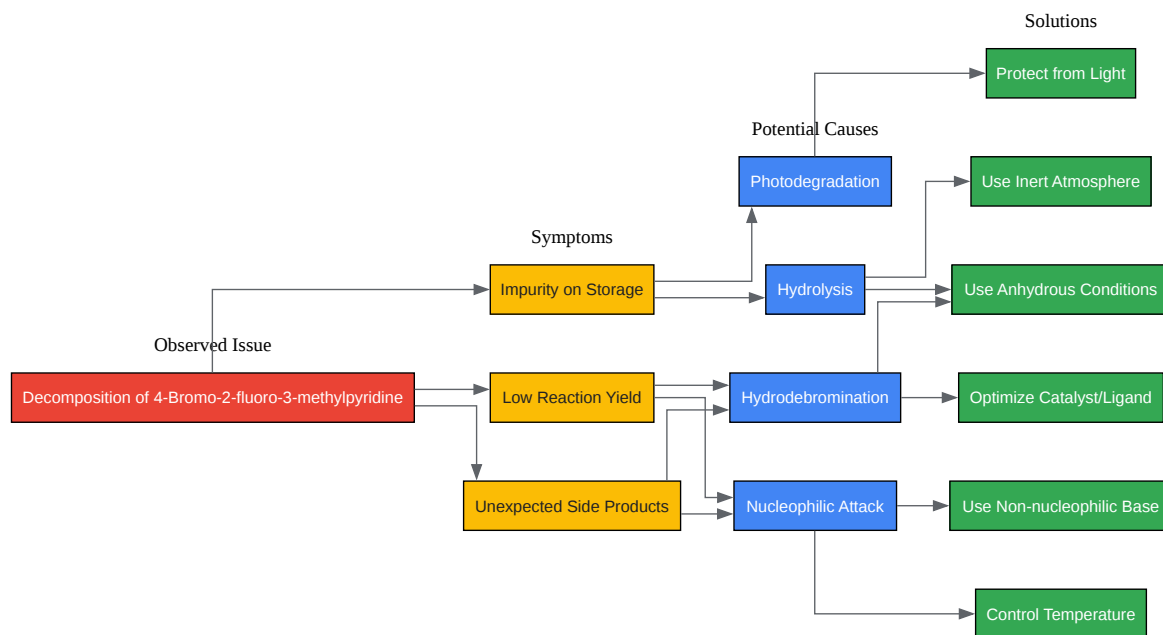 Solutions
Protect from Light
Potential Causes
Photodegradation
Use Inert Atmosphere
Symptoms
Impurity on Storage
Hydrolysis
Use Anhydrous Conditions
Observed Issue
Decomposition of 4-Bromo-2-fluoro-3-methylpyridine
Low Reaction Yield
Hydrodebromination
Optimize Catalyst/Ligand
Unexpected Side Products
Nucleophilic Attack
Use Non-nucleophilic Base
Control Temperature